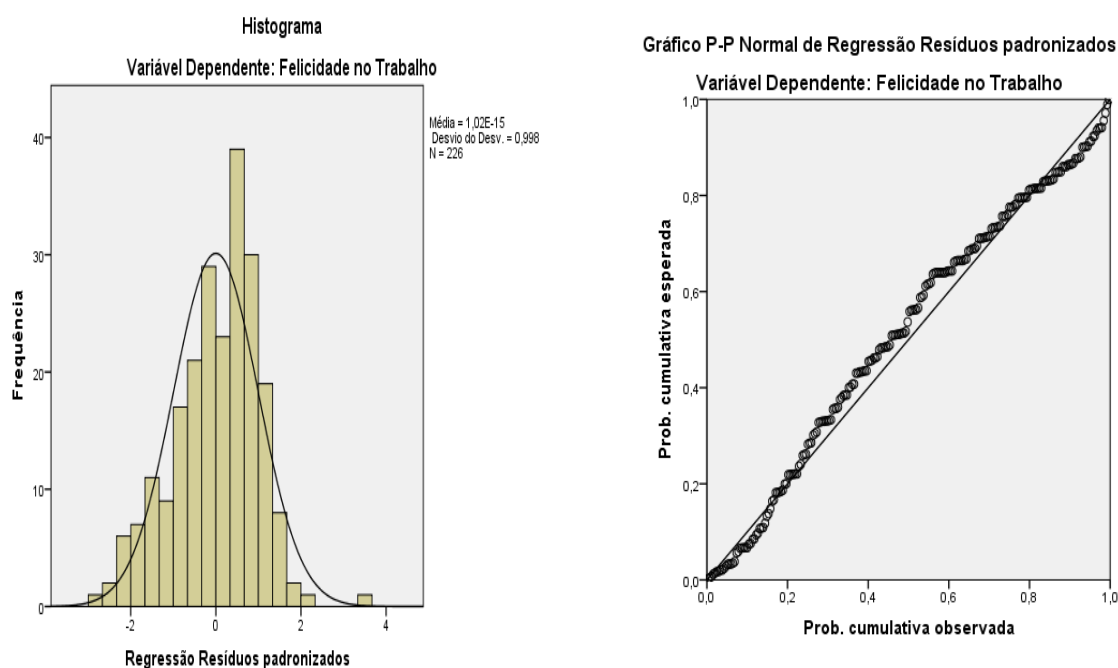 Histograma
Variável Dependente: Felicidade no Trabalho
Média = 1,02E-15
Desvio do Desv. = 0,998
N = 226
Frequência
40
30
20
10
0
-2
0
2
4
Regressão Resíduos padronizados
Gráfico P-P Normal de Regressão Resíduos padronizados
Variável Dependente: Felicidade no Trabalho
Prob. cumulativa esperada
1,0
0,8
0,6
0,4
0,2
0,0
0,0
0,2
0,4
0,6
0,8
1,0
Prob. cumulativa observada